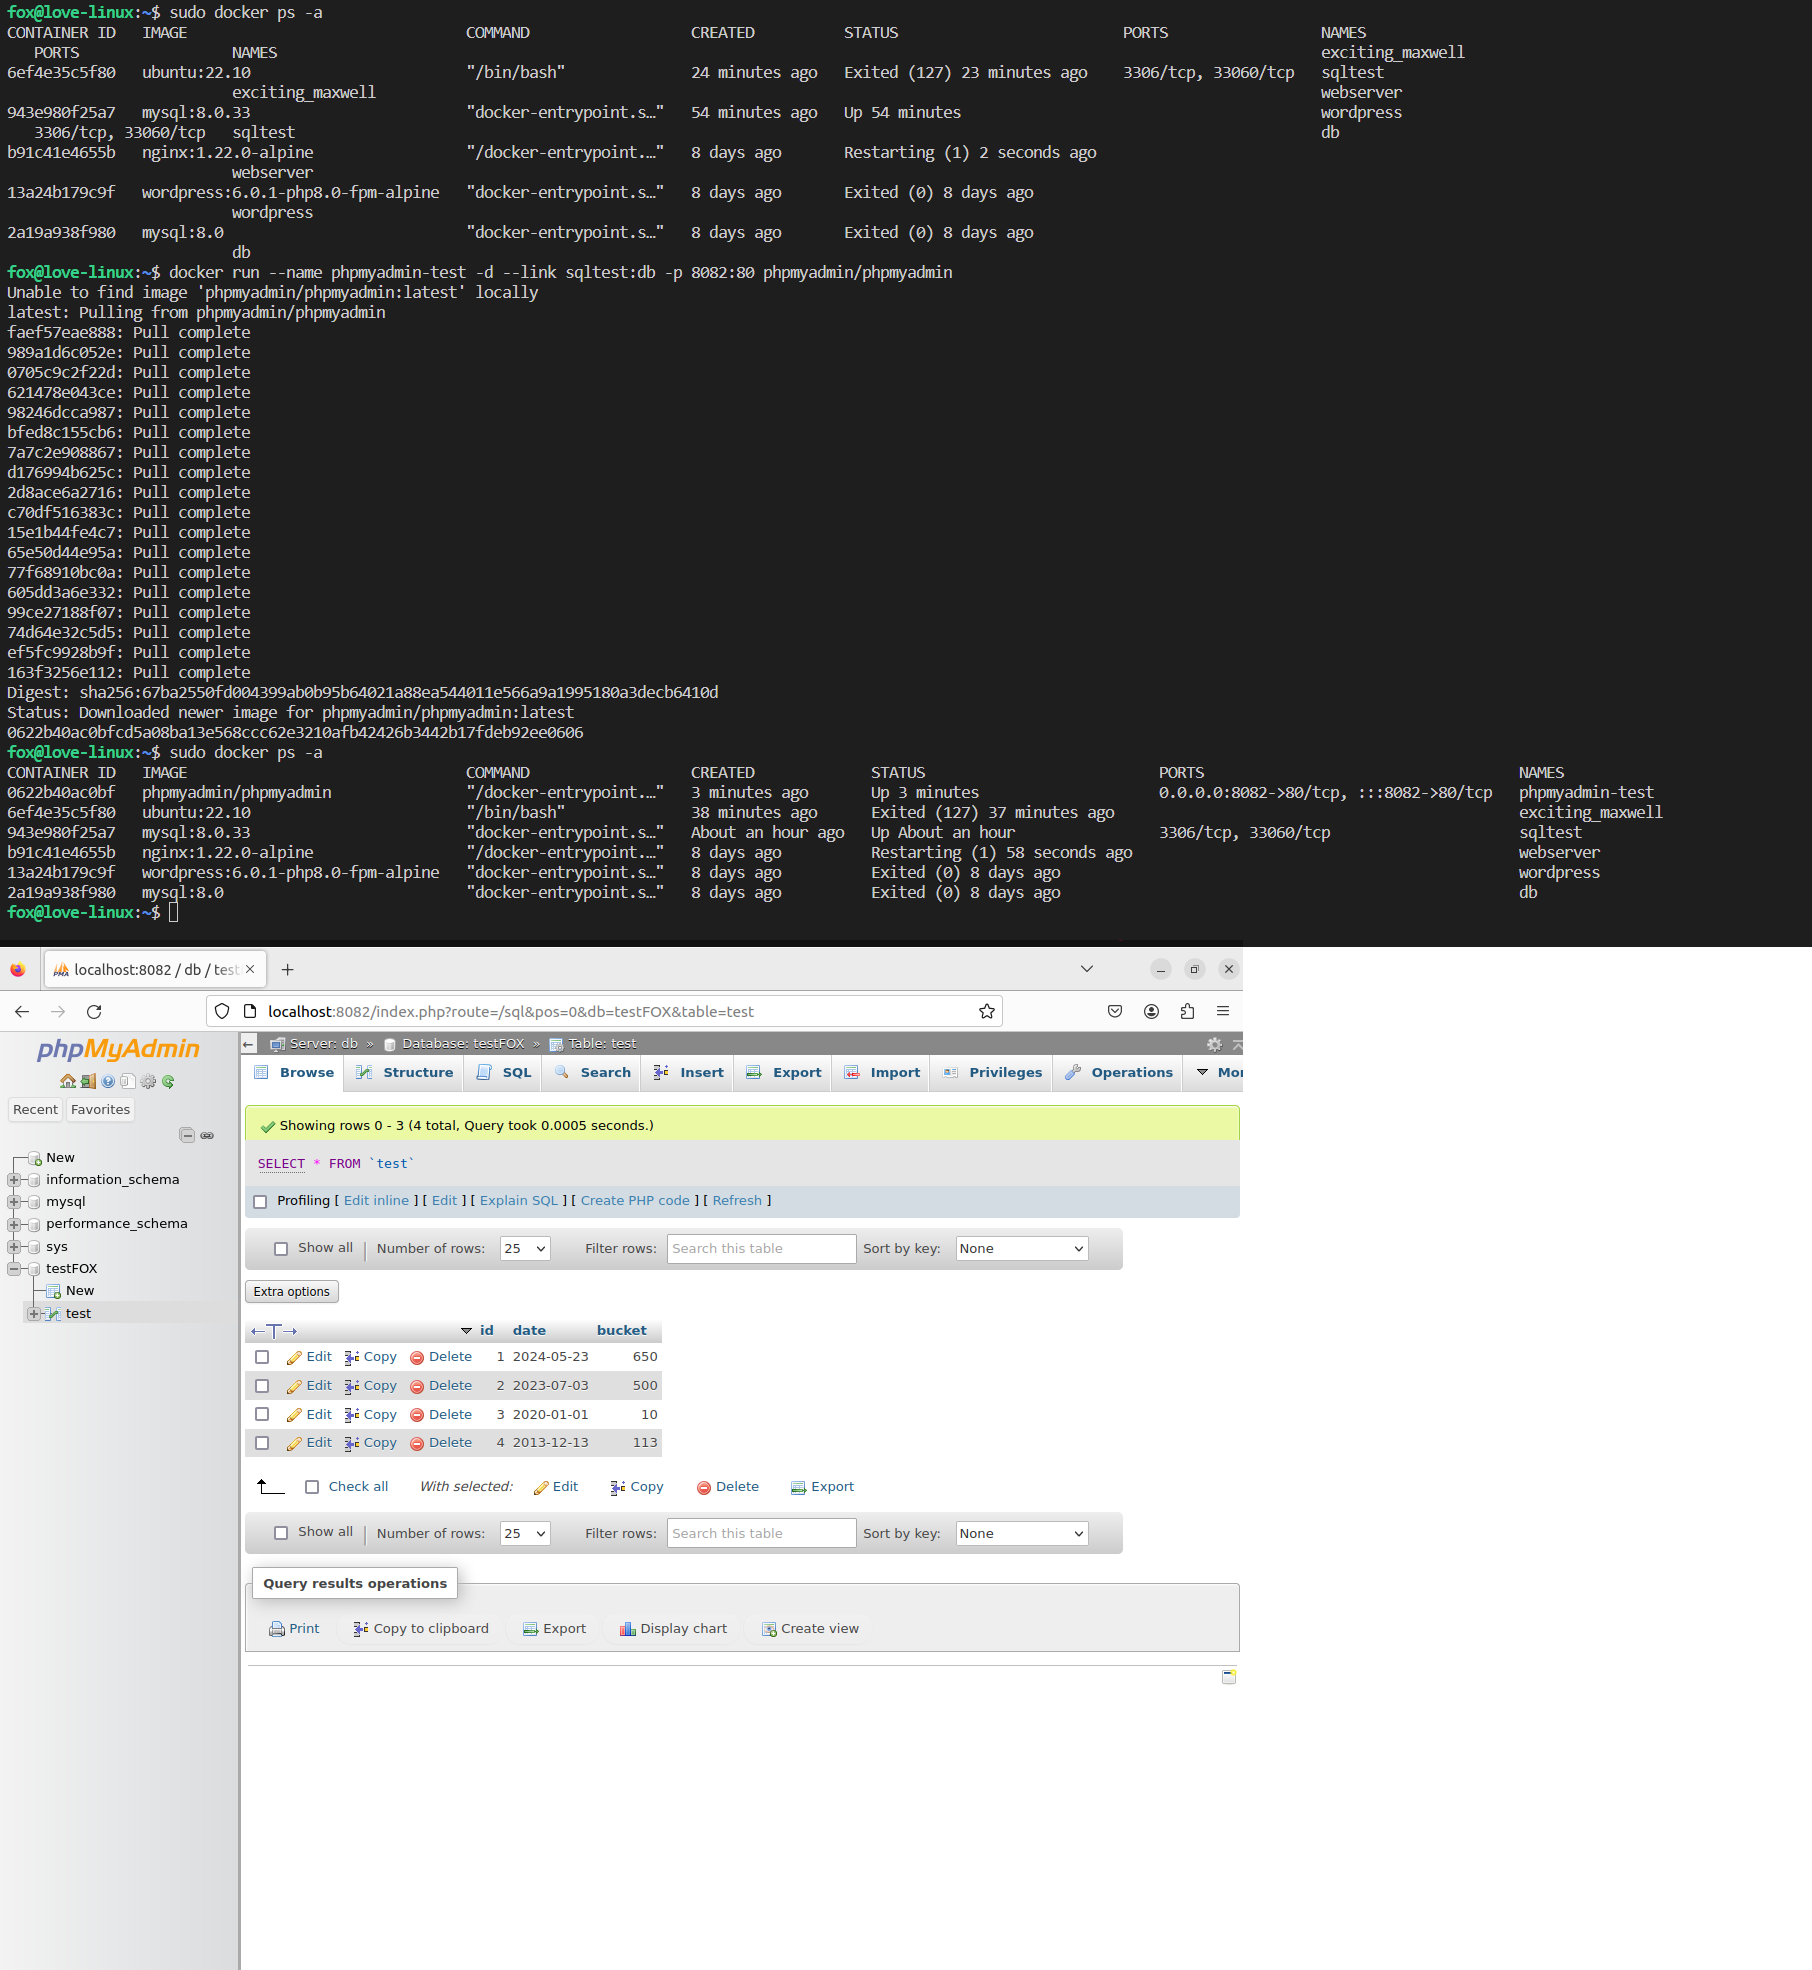 fox@love-linux:~$ sudo docker ps -a
CONTAINER ID   IMAGE                               COMMAND                  CREATED          STATUS                         PORTS                 NAMES
   PORTS                 NAMES                                                                                                                    exciting_maxwell
6ef4e35c5f80   ubuntu:22.10                        "/bin/bash"              24 minutes ago   Exited (127) 23 minutes ago    3306/tcp, 33060/tcp   sqltest
                         exciting_maxwell                                                                                                         webserver
943e980f25a7   mysql:8.0.33                        "docker-entrypoint.s…"   54 minutes ago   Up 54 minutes                                        wordpress
   3306/tcp, 33060/tcp   sqltest                                                                                                                  db
b91c41e4655b   nginx:1.22.0-alpine                 "/docker-entrypoint.…"   8 days ago       Restarting (1) 2 seconds ago
                         webserver
13a24b179c9f   wordpress:6.0.1-php8.0-fpm-alpine   "docker-entrypoint.s…"   8 days ago       Exited (0) 8 days ago
                         wordpress
2a19a938f980   mysql:8.0                           "docker-entrypoint.s…"   8 days ago       Exited (0) 8 days ago
                         db
fox@love-linux:~$ docker run --name phpmyadmin-test -d --link sqltest:db -p 8082:80 phpmyadmin/phpmyadmin
Unable to find image 'phpmyadmin/phpmyadmin:latest' locally
latest: Pulling from phpmyadmin/phpmyadmin
faef57eae888: Pull complete
989a1d6c052e: Pull complete
0705c9c2f22d: Pull complete
621478e043ce: Pull complete
98246dcca987: Pull complete
bfed8c155cb6: Pull complete
7a7c2e908867: Pull complete
d176994b625c: Pull complete
2d8ace6a2716: Pull complete
c70df516383c: Pull complete
15e1b44fe4c7: Pull complete
65e50d44e95a: Pull complete
77f68910bc0a: Pull complete
605dd3a6e332: Pull complete
99ce27188f07: Pull complete
74d64e32c5d5: Pull complete
ef5fc9928b9f: Pull complete
163f3256e112: Pull complete
Digest: sha256:67ba2550fd004399ab0b95b64021a88ea544011e566a9a1995180a3decb6410d
Status: Downloaded newer image for phpmyadmin/phpmyadmin:latest
0622b40ac0bfcd5a08ba13e568ccc62e3210afb42426b3442b17fdeb92ee0606
fox@love-linux:~$ sudo docker ps -a
CONTAINER ID   IMAGE                               COMMAND                  CREATED             STATUS                          PORTS                                   NAMES
0622b40ac0bf   phpmyadmin/phpmyadmin               "/docker-entrypoint.…"   3 minutes ago       Up 3 minutes                    0.0.0.0:8082->80/tcp, :::8082->80/tcp   phpmyadmin-test
6ef4e35c5f80   ubuntu:22.10                        "/bin/bash"              38 minutes ago      Exited (127) 37 minutes ago                                             exciting_maxwell
943e980f25a7   mysql:8.0.33                        "docker-entrypoint.s…"   About an hour ago   Up About an hour                3306/tcp, 33060/tcp                     sqltest
b91c41e4655b   nginx:1.22.0-alpine                 "/docker-entrypoint.…"   8 days ago          Restarting (1) 58 seconds ago                                           webserver
13a24b179c9f   wordpress:6.0.1-php8.0-fpm-alpine   "docker-entrypoint.s…"   8 days ago          Exited (0) 8 days ago                                                   wordpress
2a19a938f980   mysql:8.0                           "docker-entrypoint.s…"   8 days ago          Exited (0) 8 days ago                                                   db
fox@love-linux:~$
PMA localhost:8082 / db / test
localhost:8082/index.php?route=/sql&pos=0&db=testFOX&table=test
phpMyAdmin
Recent Favorites
New
information_schema
mysql
performance_schema
sys
testFOX
New
test
Server: db » Database: testFOX » Table: test
Browse Structure SQL Search Insert Export Import Privileges Operations Mor
Showing rows 0 - 3 (4 total, Query took 0.0005 seconds.)
SELECT * FROM `test`
Profiling [ Edit inline ] [ Edit ] [ Explain SQL ] [ Create PHP code ] [ Refresh ]
Show all Number of rows: 25 Filter rows: Search this table Sort by key: None
Extra options
←T→ id date bucket
Edit Copy Delete 1 2024-05-23 650
Edit Copy Delete 2 2023-07-03 500
Edit Copy Delete 3 2020-01-01 10
Edit Copy Delete 4 2013-12-13 113
Check all With selected: Edit Copy Delete Export
Show all Number of rows: 25 Filter rows: Search this table Sort by key: None
Query results operations
Print Copy to clipboard Export Display chart Create view